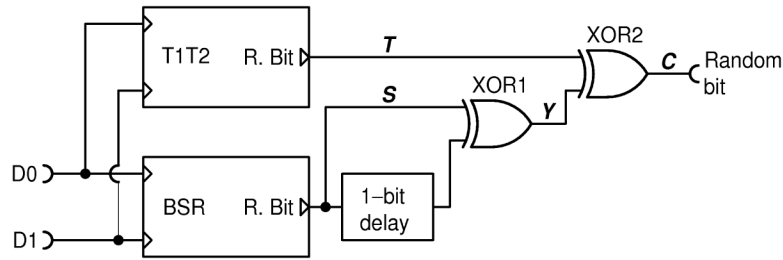 XOR2
T1T2 R. Bit T C Random
bit
XOR1
S Y
D0
BSR R. Bit 1–bit
delay
D1